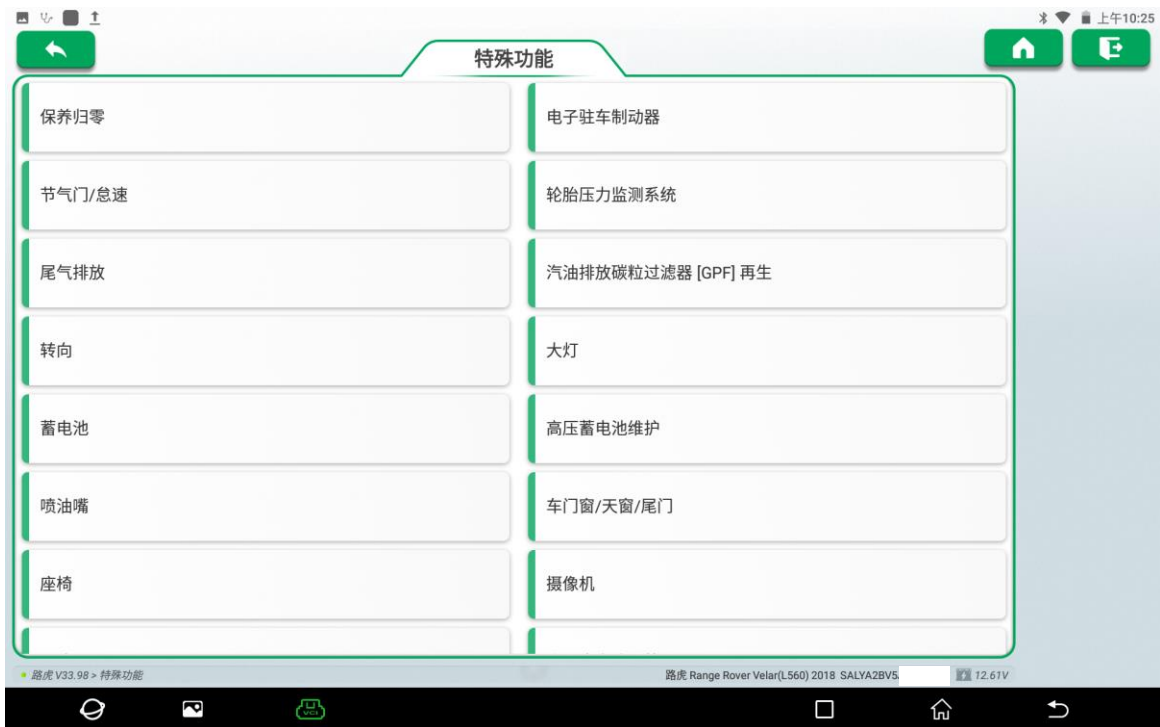 上午10:25
特殊功能
保养归零
电子驻车制动器
节气门/怠速
轮胎压力监测系统
尾气排放
汽油排放碳粒过滤器 [GPF] 再生
转向
大灯
蓄电池
高压蓄电池维护
喷油嘴
车门窗/天窗/尾门
座椅
摄像机
路虎 V33.98 > 特殊功能
路虎 Range Rover Velar(L560) 2018 SALYA2BV5
12.61V
VCI